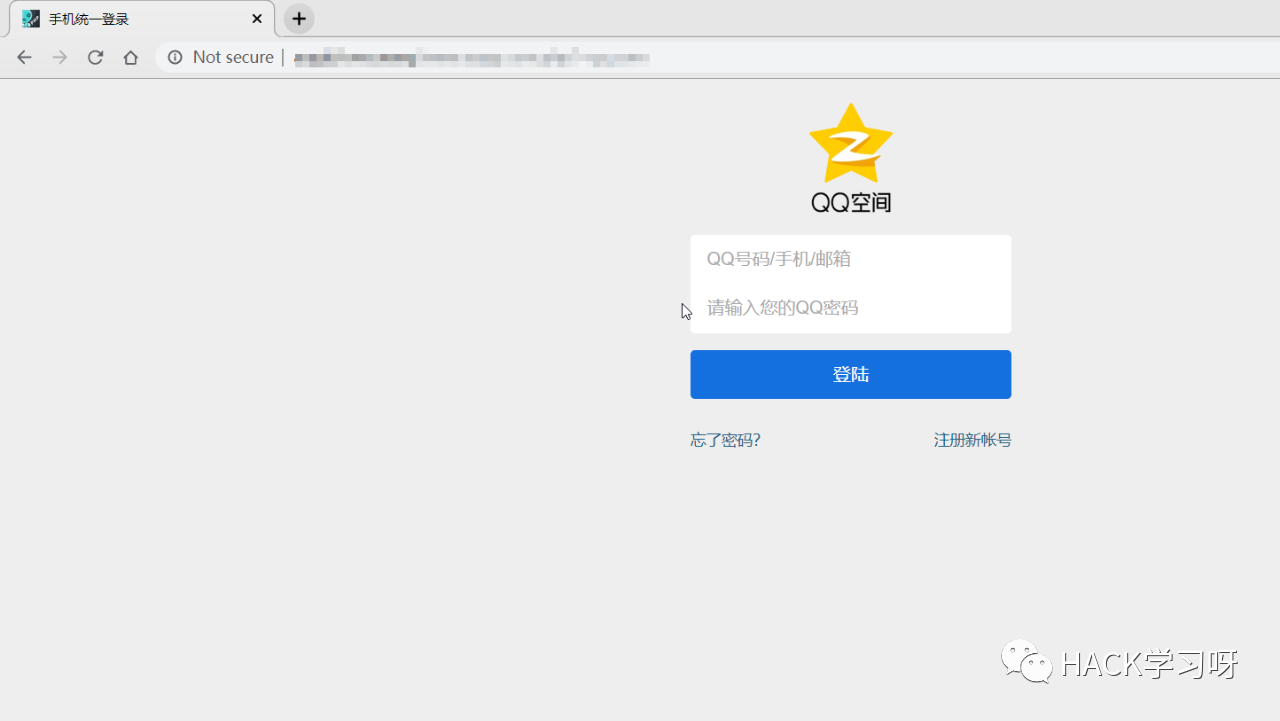 手机统一登录
Not secure
QQ空间
QQ号码/手机/邮箱
请输入您的QQ密码
登陆
忘了密码?
注册新帐号
HACK学习呀